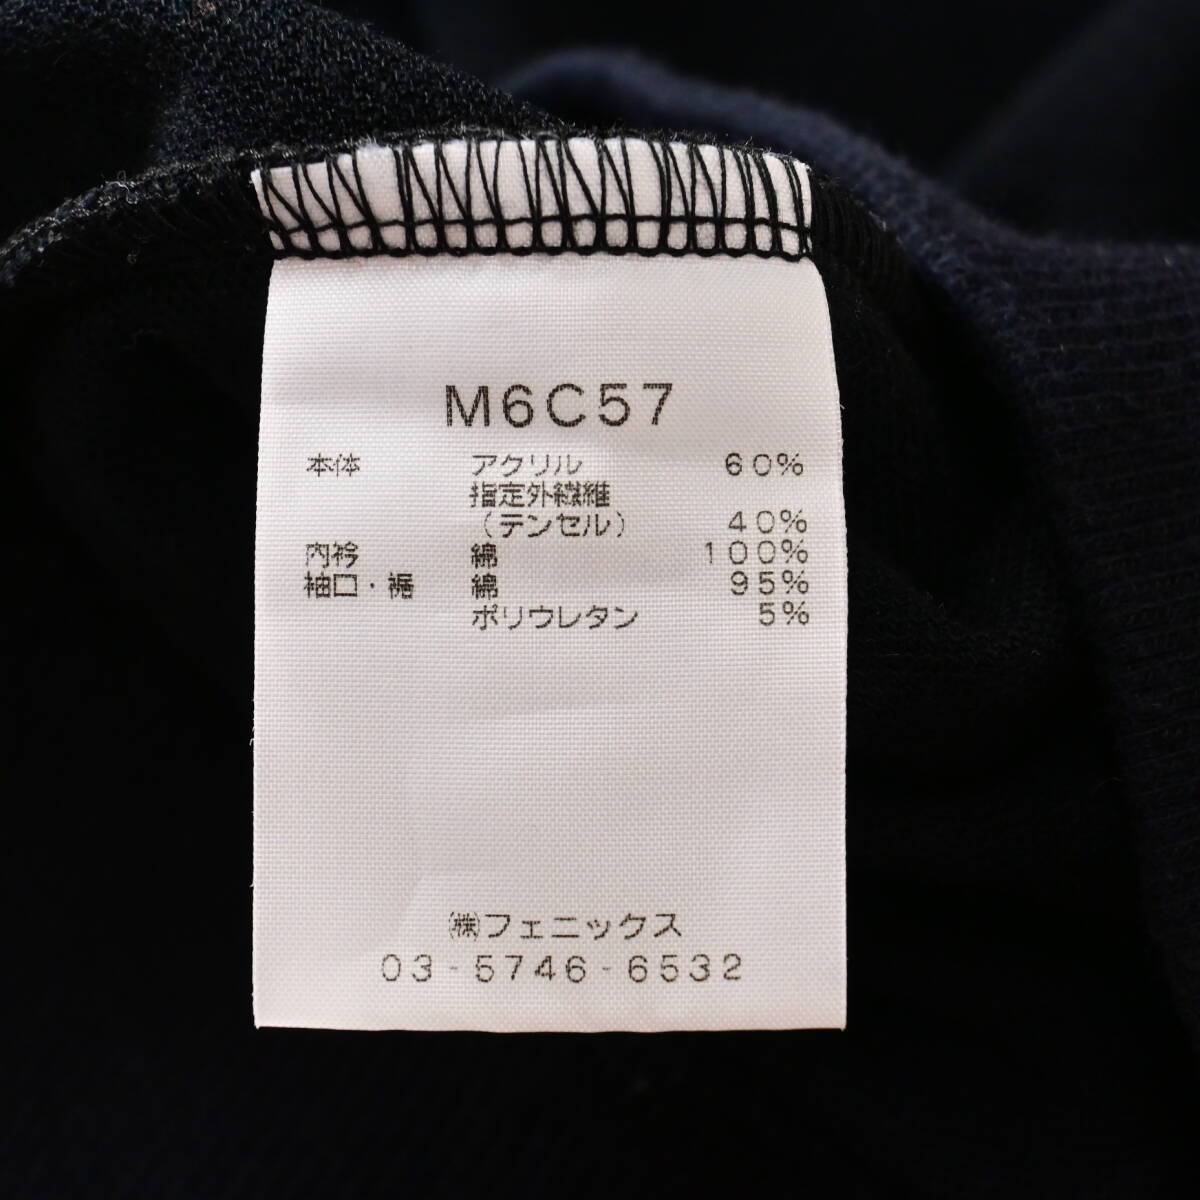 M6C57
本体 アクリル 60%
指定外繊維
(テンセル) 40%
内衿 綿 100%
袖口・裾 綿 95%
ポリウレタン 5%
㈱フェニックス
03-5746-6532